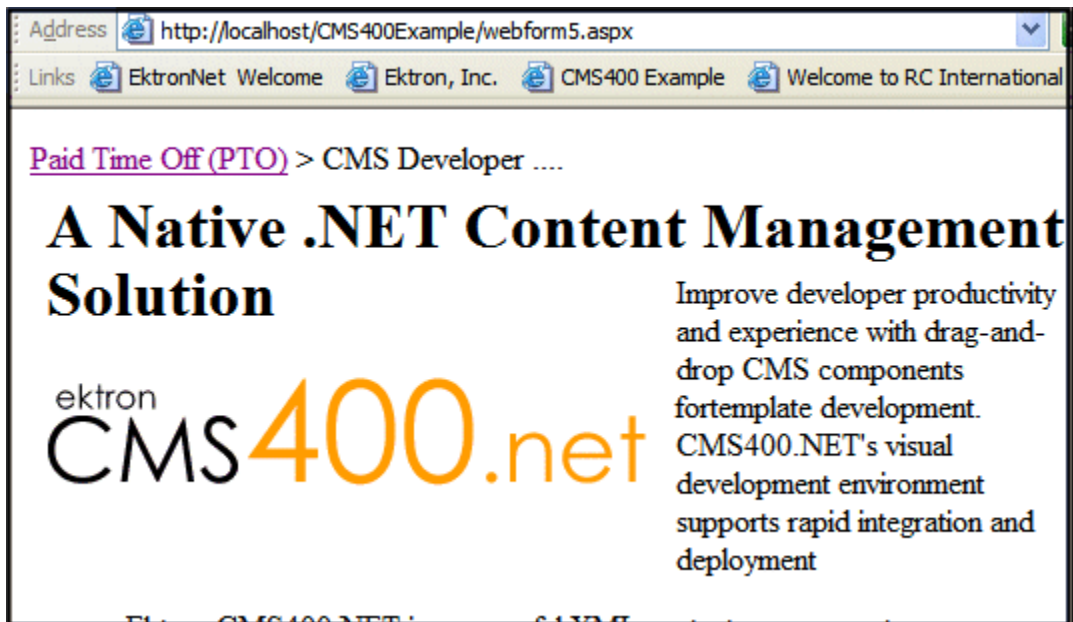 Address http://localhost/CMS400Example/webform5.aspx
Links EktronNet Welcome Ektron, Inc. CMS400 Example Welcome to RC International
Paid Time Off (PTO) > CMS Developer ....
A Native .NET Content Management
Solution
Improve developer productivity
and experience with drag-and-
drop CMS components
fortemplate development.
CMS400.NET's visual
development environment
supports rapid integration and
deployment
ektron
CMS400.net